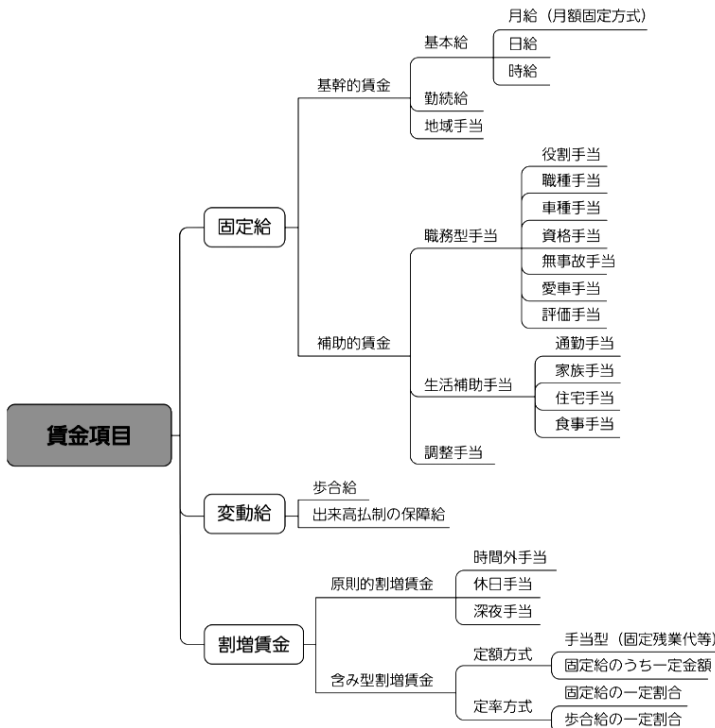 賃金項目
固定給
基幹的賃金
基本給
月給（月額固定方式）
日給
時給
勤続給
地域手当
補助的賃金
職務型手当
役割手当
職種手当
車種手当
資格手当
無事故手当
愛車手当
評価手当
生活補助手当
通勤手当
家族手当
住宅手当
食事手当
調整手当
変動給
歩合給
出来高払制の保障給
割増賃金
原則的割増賃金
時間外手当
休日手当
深夜手当
含み型割増賃金
定額方式
手当型（固定残業代等）
固定給のうち一定金額
定率方式
固定給の一定割合
歩合給の一定割合